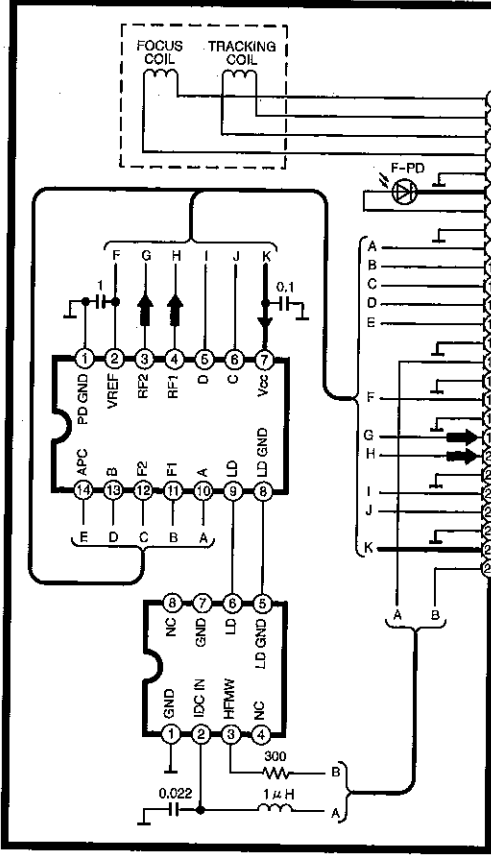 FOCUS COIL
TRACKING COIL
F-PD
F G H I J K
1
0.1
1 2 3 4 5 6 7
PD GND
VREF
RF2
RF1
D
C
Vcc
APC
B
F2
F1
A
LD
LD GND
14 13 12 11 10 9 8
E D C B A
A
B
C
D
E
F
G
H
I
J
K
A B
8 7 6 5
NC
GND
LD
LD GND
GND
IDC IN
HFMW
NC
1 2 3 4
300
B
0.022
1μH
A